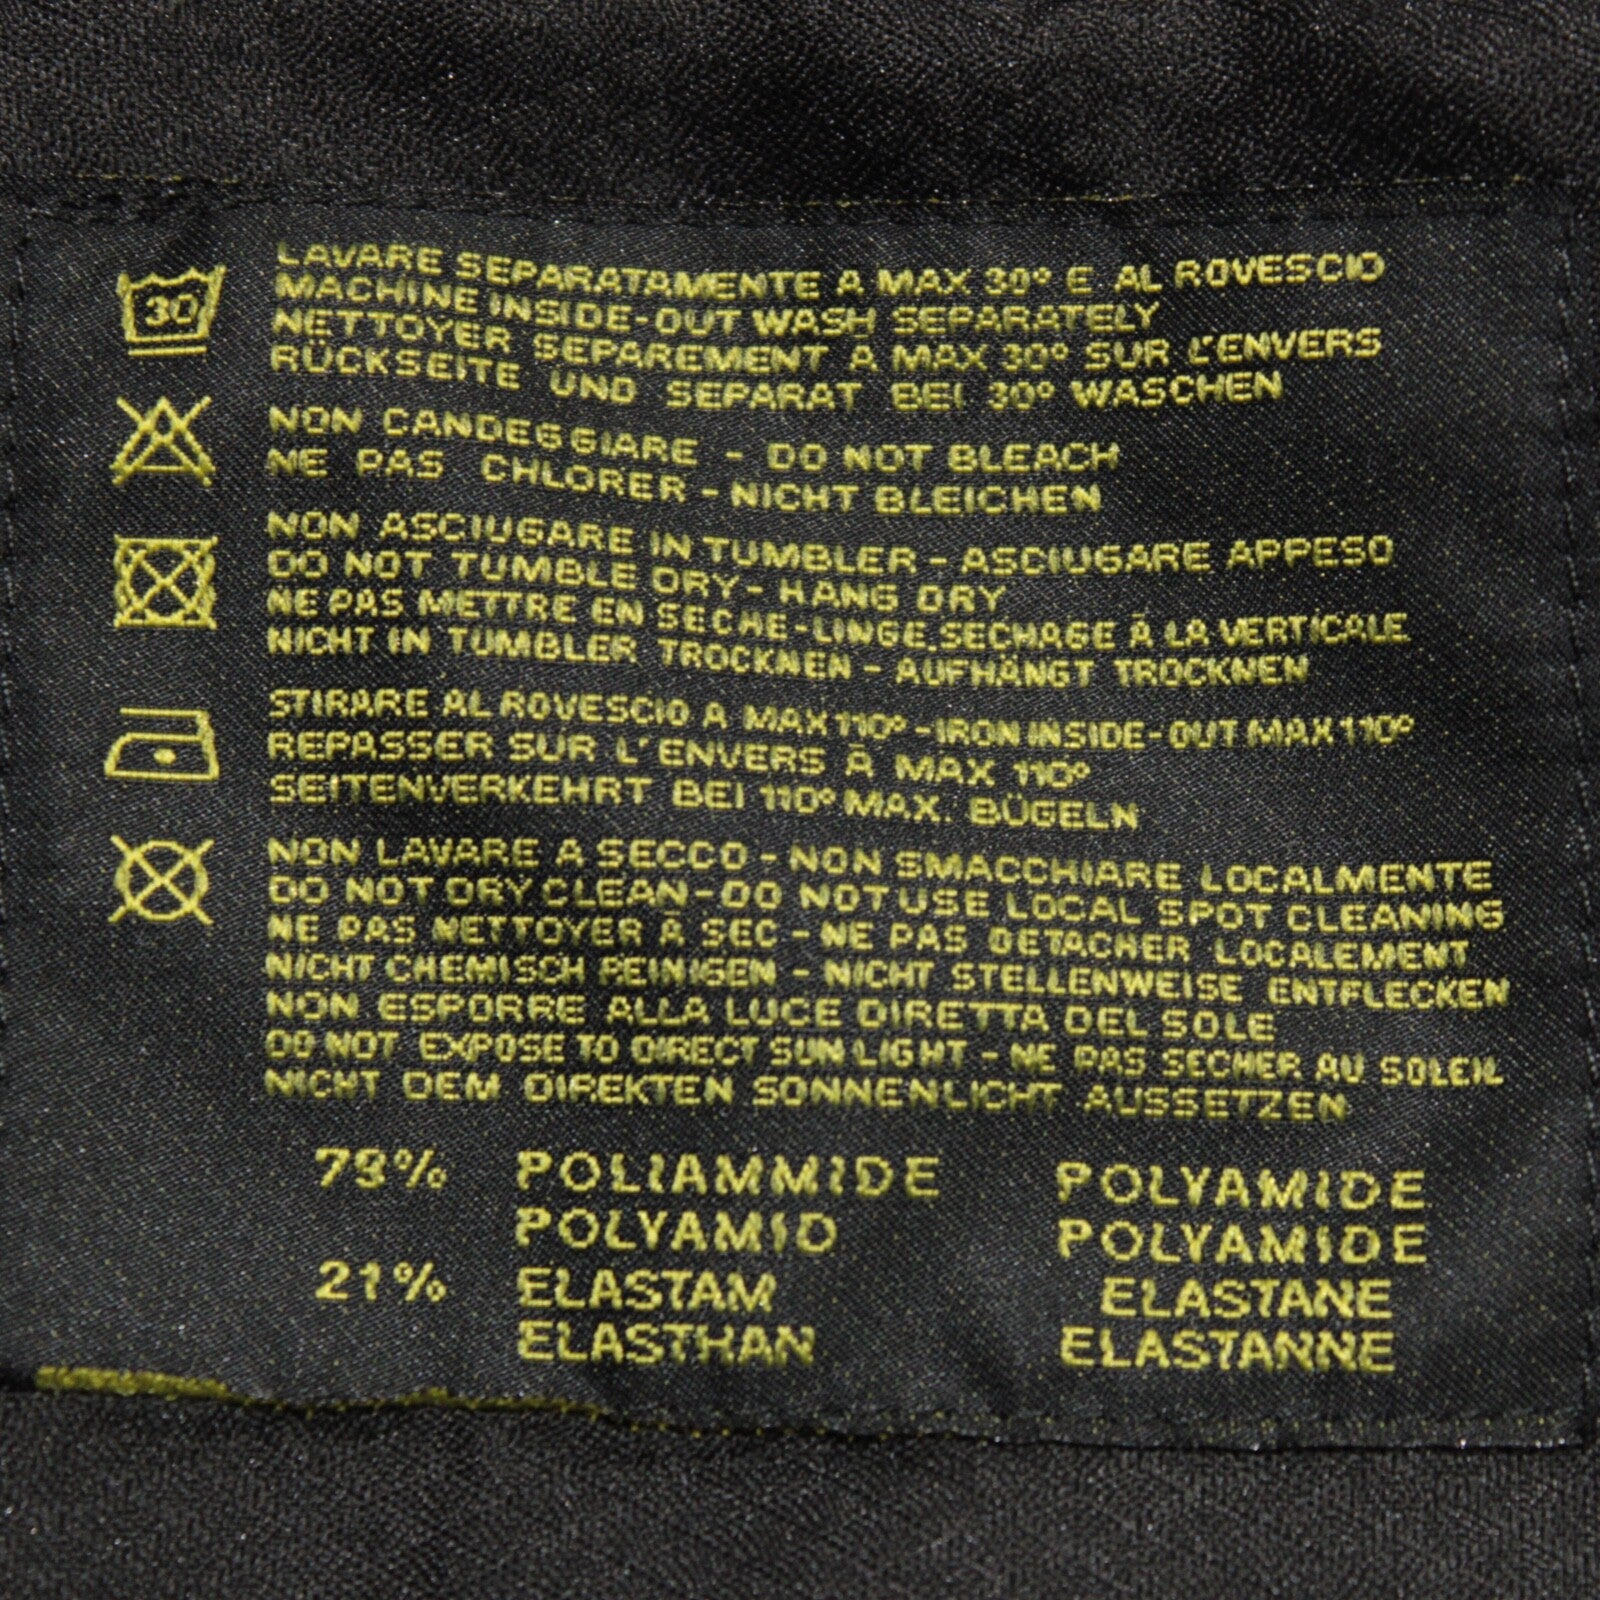 30
LAVARE SEPARATAMENTE A MAX 30° E AL ROVESCIO
MACHINE INSIDE-OUT WASH SEPARATELY
NETTOYER SEPAREMENT A MAX 30° SUR L'ENVERS
RÜCKSEITE UND SEPARAT BEI 30° WASCHEN
NON CANDEGGIARE - DO NOT BLEACH
NE PAS CHLORER - NICHT BLEICHEN
NON ASCIUGARE IN TUMBLER - ASCIUGARE APPESO
DO NOT TUMBLE DRY - HANG DRY
NE PAS METTRE EN SECHE-LINGE.SECHAGE À LA VERTICALE
NICHT IN TUMBLER TROCKNEN - AUFHÄNGT TROCKNEN
STIRARE AL ROVESCIO A MAX 110° - IRON INSIDE-OUT MAX 110°
REPASSER SUR L'ENVERS À MAX 110°
SEITENVERKEHRT BEI 110° MAX. BÜGELN
NON LAVARE A SECCO - NON SMACCHIARE LOCALMENTE
DO NOT DRY CLEAN - DO NOT USE LOCAL SPOT CLEANING
NE PAS NETTOYER À SEC - NE PAS DETACHER LOCALEMENT
NICHT CHEMISCH REINIGEN - NICHT STELLENWEISE ENTFLECKEN
NON ESPORRE ALLA LUCE DIRETTA DEL SOLE
DO NOT EXPOSE TO DIRECT SUN LIGHT - NE PAS SECHER AU SOLEIL
NICHT DEM DIREKTEN SONNENLICHT AUSSETZEN
79% POLIAMMIDE POLYAMIDE
POLYAMID POLYAMIDE
21% ELASTAM ELASTANE
ELASTHAN ELASTANNE